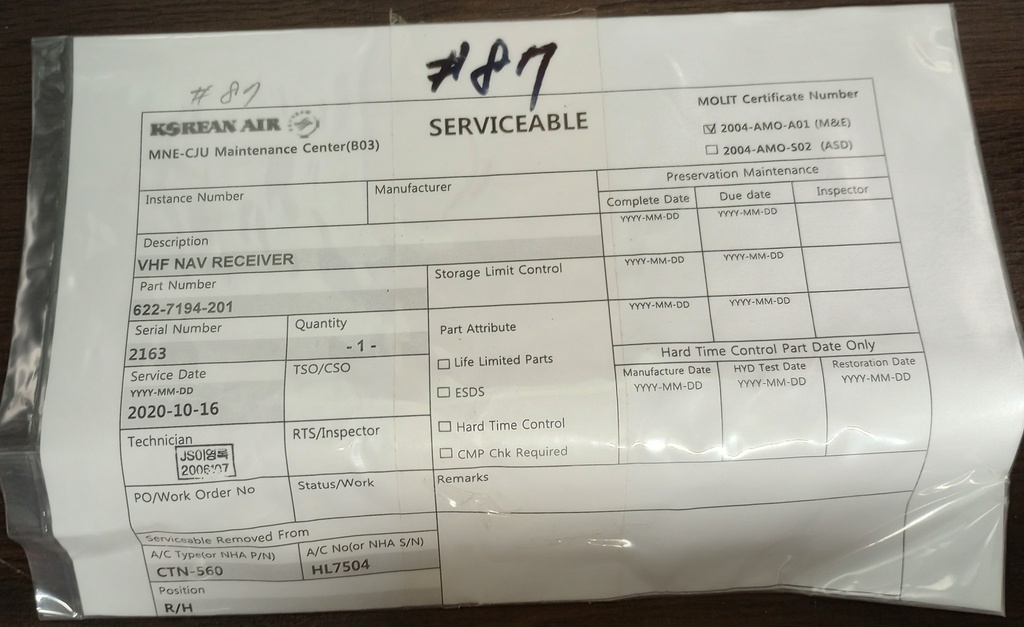 #87
# 87
KOREAN AIR
MNE-CJU Maintenance Center(B03)
SERVICEABLE
MOLIT Certificate Number
2004-AMO-A01 (M&E)
2004-AMO-S02 (ASD)
Instance Number
Manufacturer
Preservation Maintenance
Complete Date
Due date
Inspector
YYYY-MM-DD
YYYY-MM-DD
Description
VHF NAV RECEIVER
YYYY-MM-DD
YYYY-MM-DD
Part Number
622-7194-201
Storage Limit Control
YYYY-MM-DD
YYYY-MM-DD
Serial Number
2163
Quantity
- 1 -
Part Attribute
Life Limited Parts
ESDS
Hard Time Control
CMP Chk Required
Hard Time Control Part Date Only
Manufacture Date
YYYY-MM-DD
HYD Test Date
YYYY-MM-DD
Restoration Date
YYYY-MM-DD
Service Date
YYYY-MM-DD
2020-10-16
TSO/CSO
Technician
RTS/Inspector
PO/Work Order No
Status/Work
Remarks
Serviceable Removed From
A/C Type(or NHA P/N)
CTN-560
A/C No(or NHA S/N)
HL7504
Position
R/H